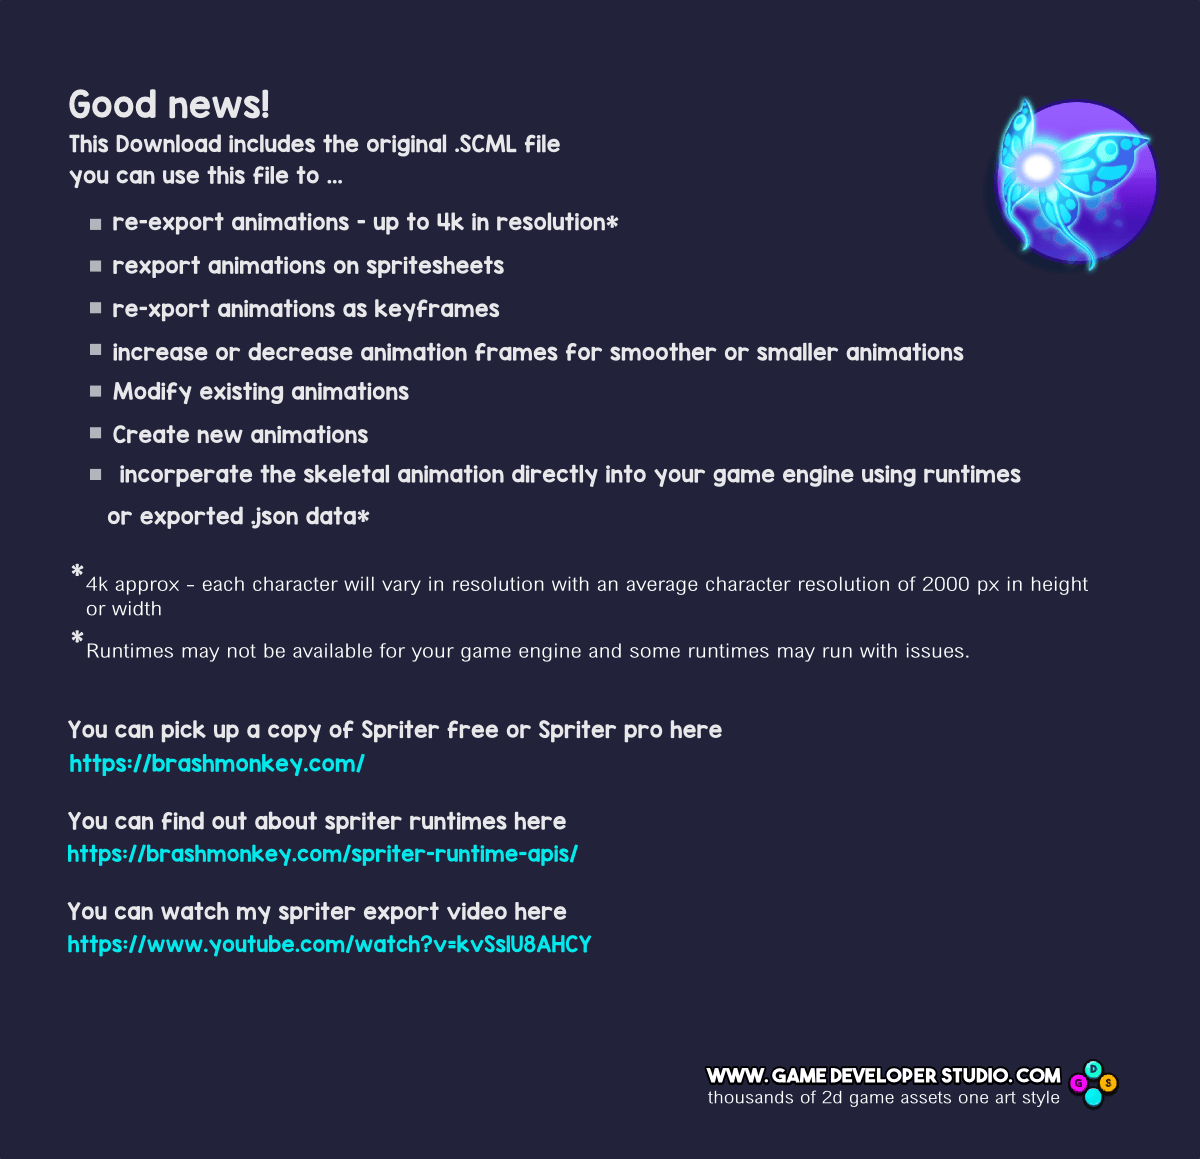 Good news!
This Download includes the original .SCML file
you can use this file to ...
re-export animations - up to 4k in resolution*
rexport animations on spritesheets
re-xport animations as keyframes
increase or decrease animation frames for smoother or smaller animations
Modify existing animations
Create new animations
incorperate the skeletal animation directly into your game engine using runtimes
or exported .json data*
* 4k approx - each character will vary in resolution with an average character resolution of 2000 px in height
or width
* Runtimes may not be available for your game engine and some runtimes may run with issues.
You can pick up a copy of Spriter free or Spriter pro here
https://brashmonkey.com/
You can find out about spriter runtimes here
https://brashmonkey.com/spriter-runtime-apis/
You can watch my spriter export video here
https://www.youtube.com/watch?v=kvSslU8AHCY
WWW. GAME DEVELOPER STUDIO. COM
thousands of 2d game assets one art style
D
G S